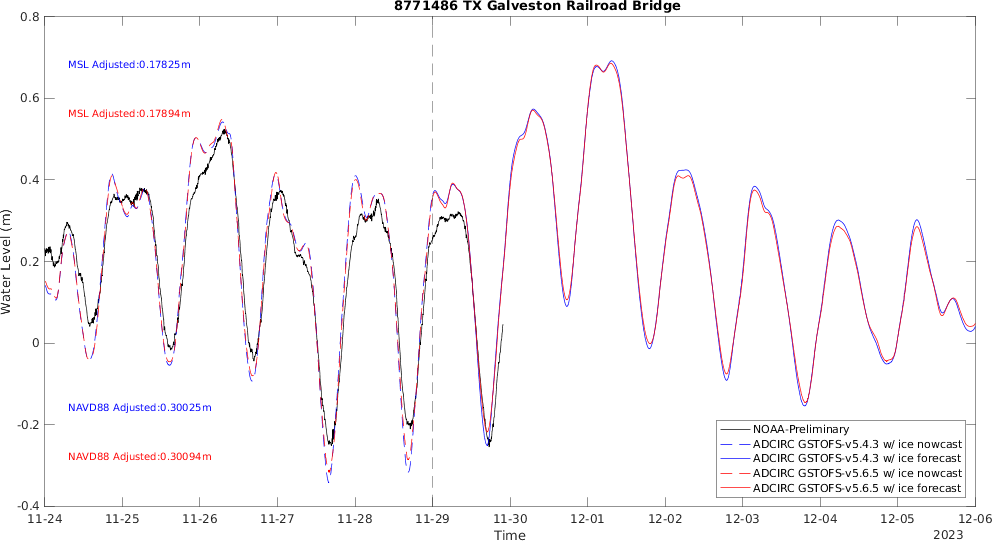 8771486 TX Galveston Railroad Bridge
0.8
0.6
0.4
0.2
0
-0.2
-0.4
Water Level (m)
MSL Adjusted:0.17825m
MSL Adjusted:0.17894m
NAVD88 Adjusted:0.30025m
NAVD88 Adjusted:0.30094m
NOAA-Preliminary
ADCIRC GSTOFS-v5.4.3 w/ ice nowcast
ADCIRC GSTOFS-v5.4.3 w/ ice forecast
ADCIRC GSTOFS-v5.6.5 w/ ice nowcast
ADCIRC GSTOFS-v5.6.5 w/ ice forecast
11-24 11-25 11-26 11-27 11-28 11-29 11-30 12-01 12-02 12-03 12-04 12-05 12-06
Time
2023